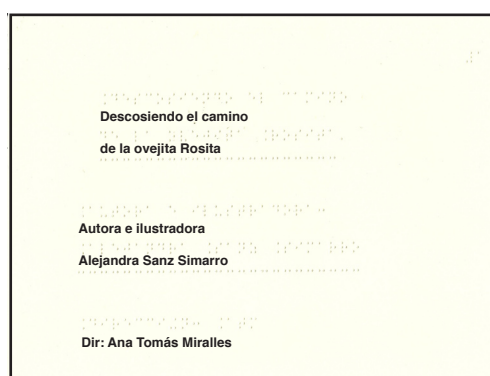 Descosiendo el camino
de la ovejita Rosita
Autora e ilustradora
Alejandra Sanz Simarro
Dir: Ana Tomás Miralles